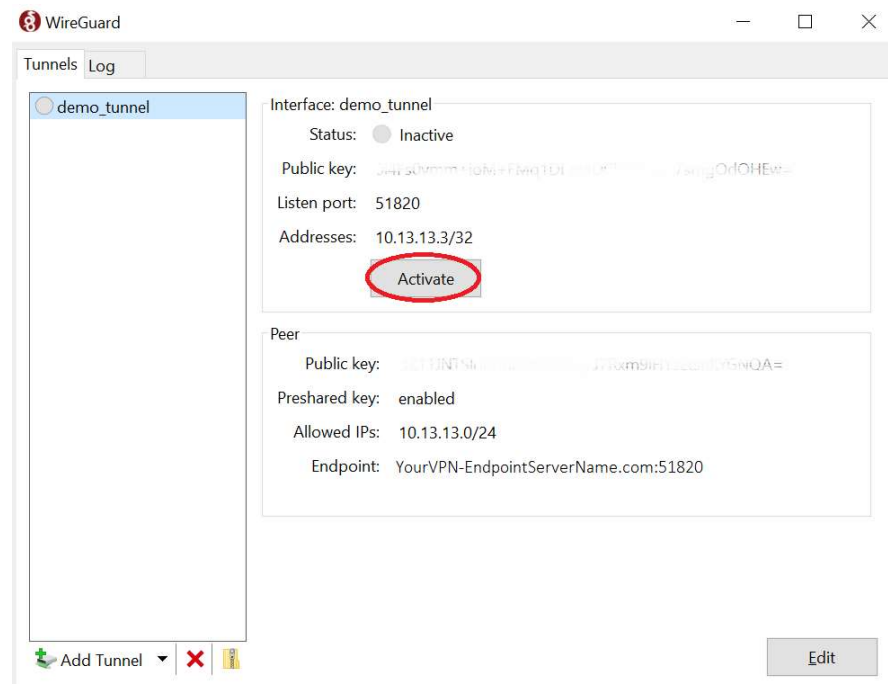 WireGuard
Tunnels Log
demo_tunnel
Interface: demo_tunnel
Status: Inactive
Public key:
Listen port: 51820
Addresses: 10.13.13.3/32
Activate
Peer
Public key:
Preshared key: enabled
Allowed IPs: 10.13.13.0/24
Endpoint: YourVPN-EndpointServerName.com:51820
Add Tunnel
Edit